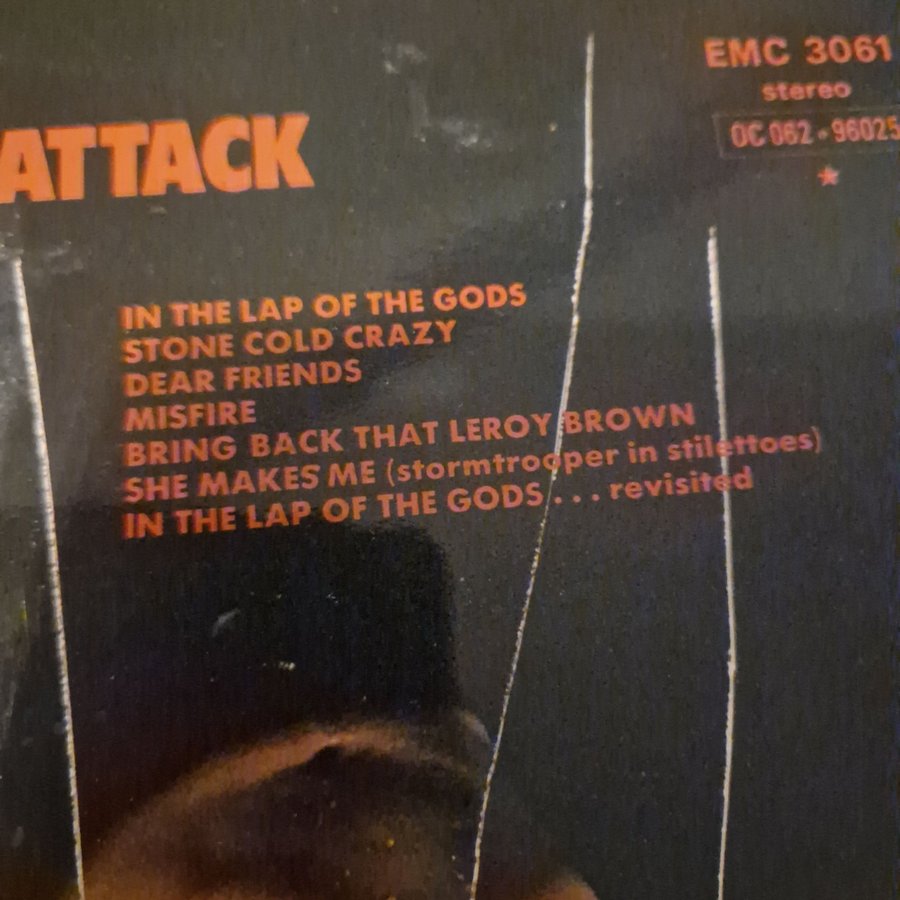 EMC 3061
stereo
0C 062 - 96025
ATTACK
IN THE LAP OF THE GODS
STONE COLD CRAZY
DEAR FRIENDS
MISFIRE
BRING BACK THAT LEROY BROWN
SHE MAKES ME (stormtrooper in stilettoes)
IN THE LAP OF THE GODS . . . revisited